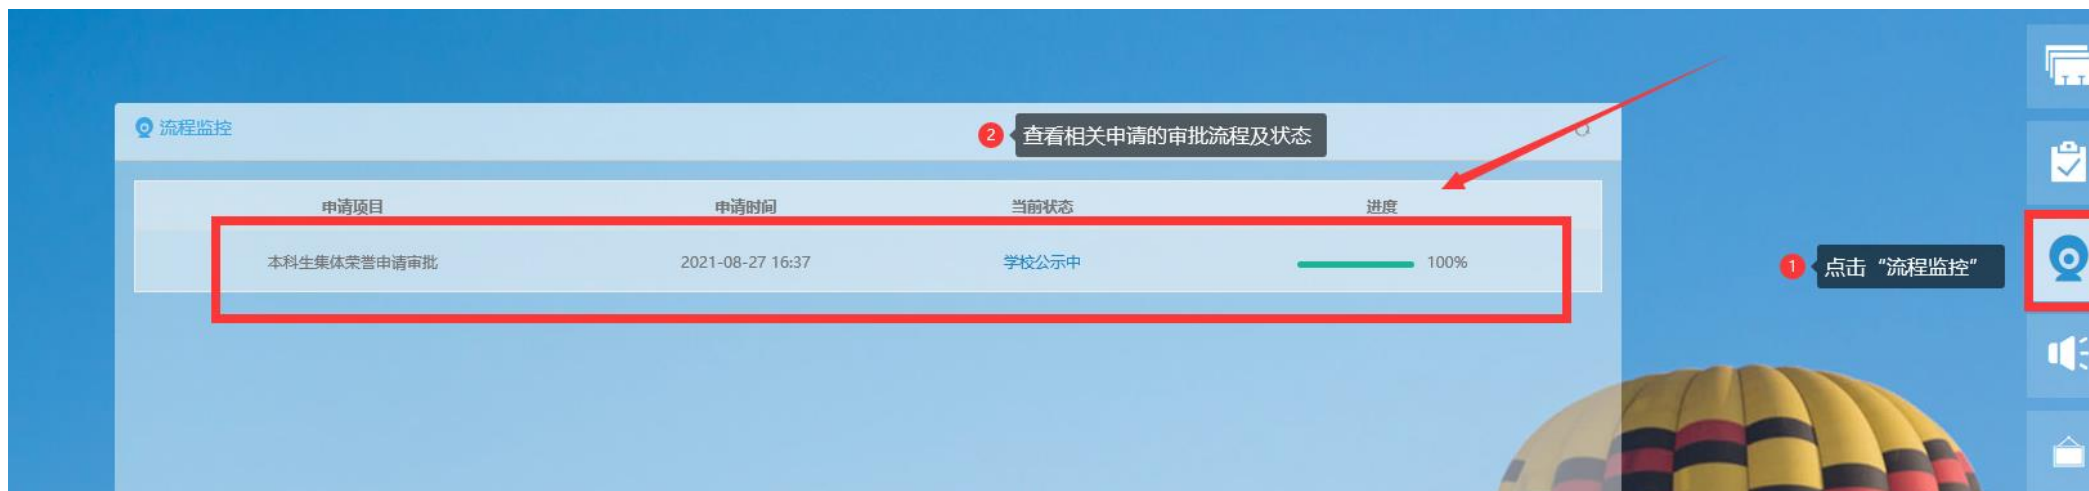 流程监控
2 查看相关申请的审批流程及状态
申请项目 申请时间 当前状态 进度
本科生集体荣誉申请审批 2021-08-27 16:37 学校公示中 100%
1 点击“流程监控”